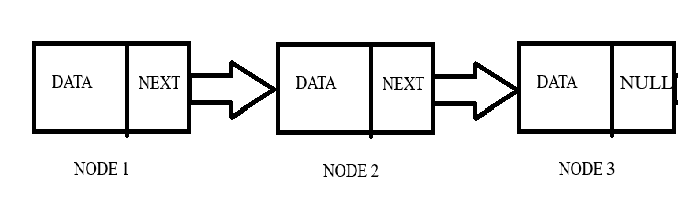 DATA NEXT DATA NEXT DATA NULL
NODE 1 NODE 2 NODE 3